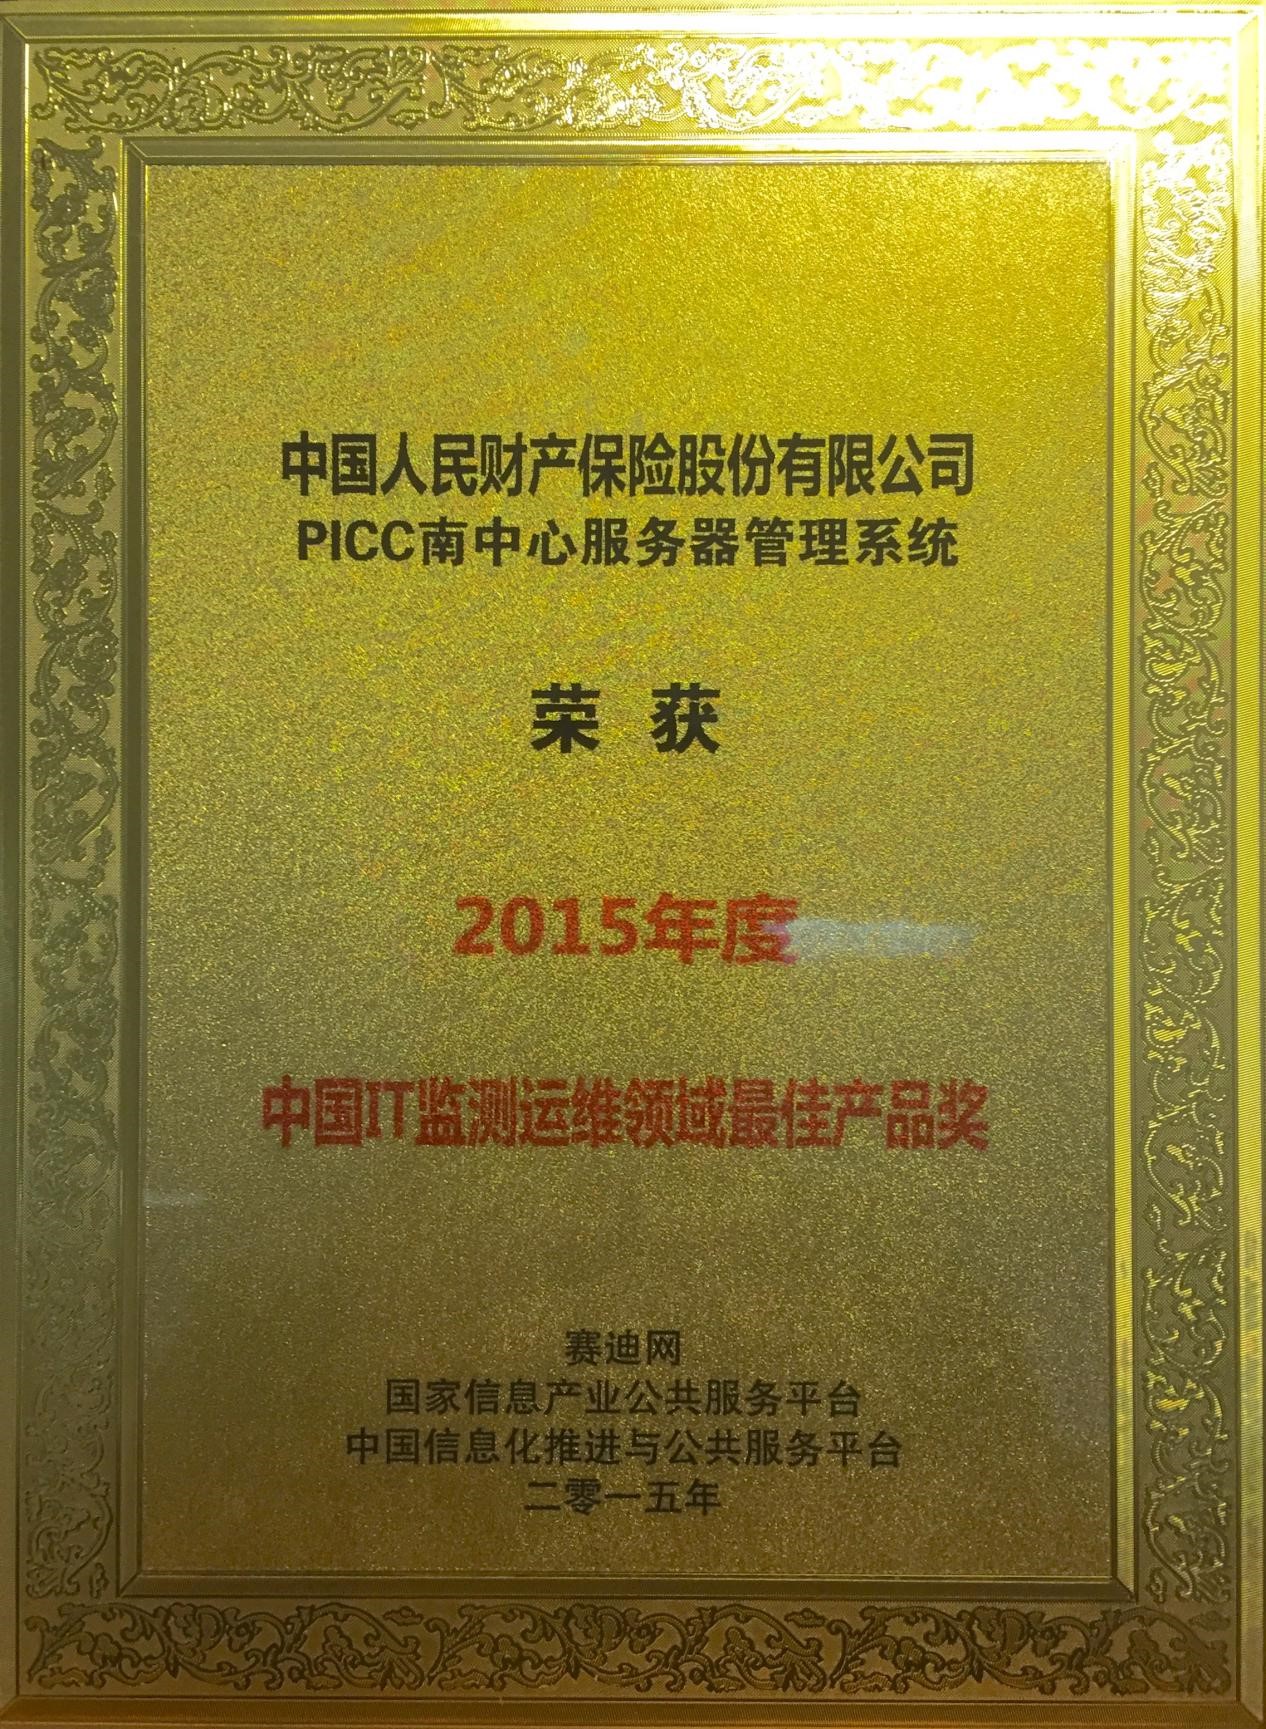 中国人民财产保险股份有限公司
PICC南中心服务器管理系统
荣 获
2015年度
中国IT监测运维领域最佳产品奖
赛迪网
国家信息产业公共服务平台
中国信息化推进与公共服务平台
二零一五年